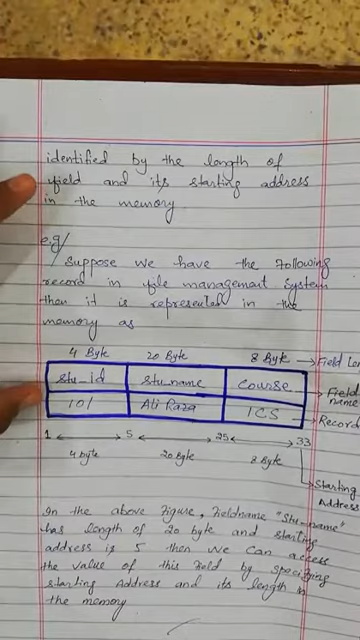 identified by the length of
field and its starting address
in the memory
e.g/
Suppose we have the following
record in file management System
then it is represented in the
memory as
4 Byte 20 Byte 8 Byte → Field Len
stu_id stu_name course → Field name
101 Ali Raza ICS → Record
1 5 25 33
4 byte 20 byte 8 Byte
Starting
Address
In the above figure, fieldname "Stu_name"
has length of 20 byte and starting
address is 5 then we can access
the value of this field by specifying
starting Address and its length in
the memory